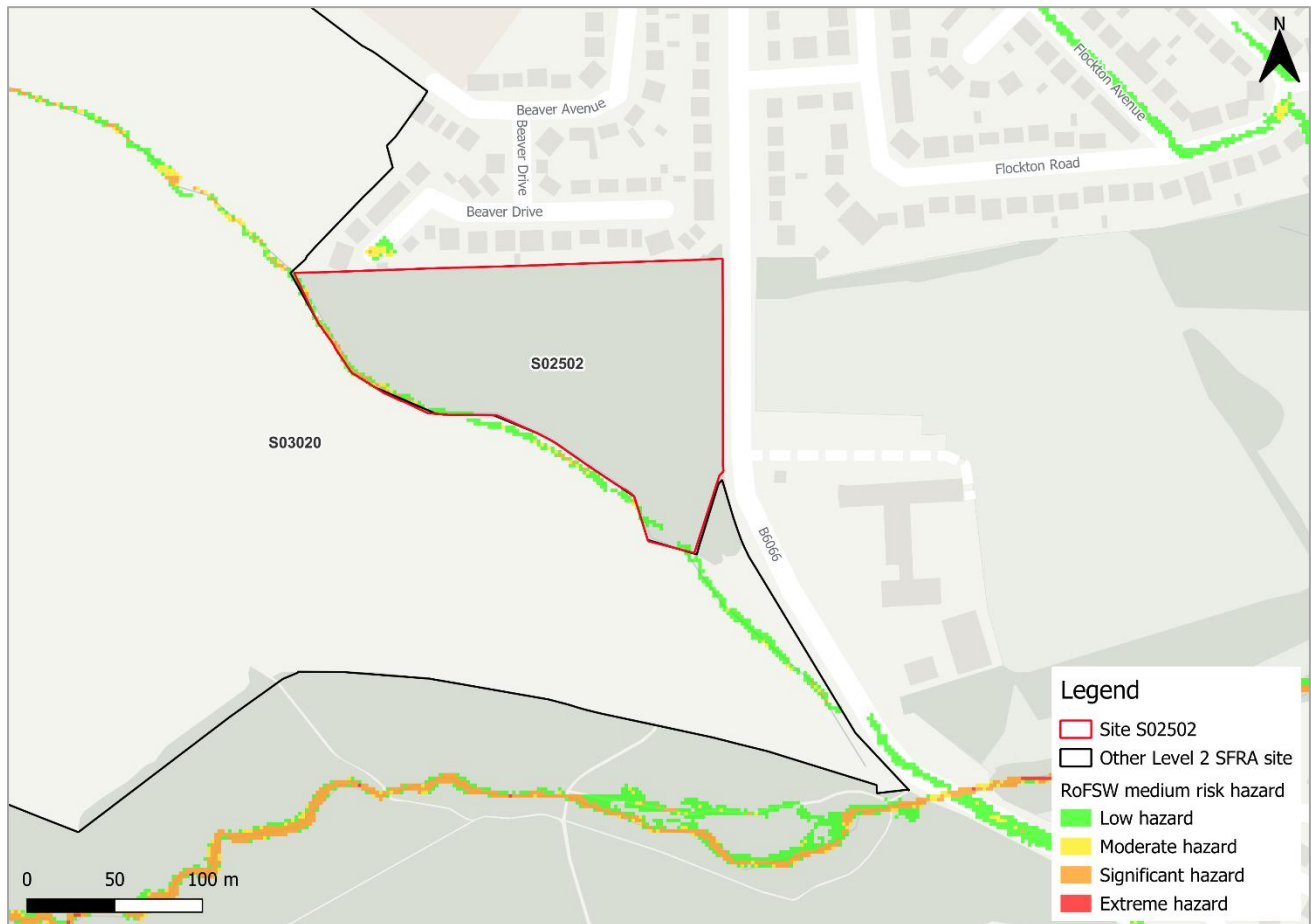 N
Flockton Avenue
Beaver Avenue
Beaver Drive
Flockton Road
Beaver Drive
S02502
S03020
B6066
Legend
Site S02502
Other Level 2 SFRA site
RoFSW medium risk hazard
Low hazard
Moderate hazard
Significant hazard
Extreme hazard
0 50 100 m